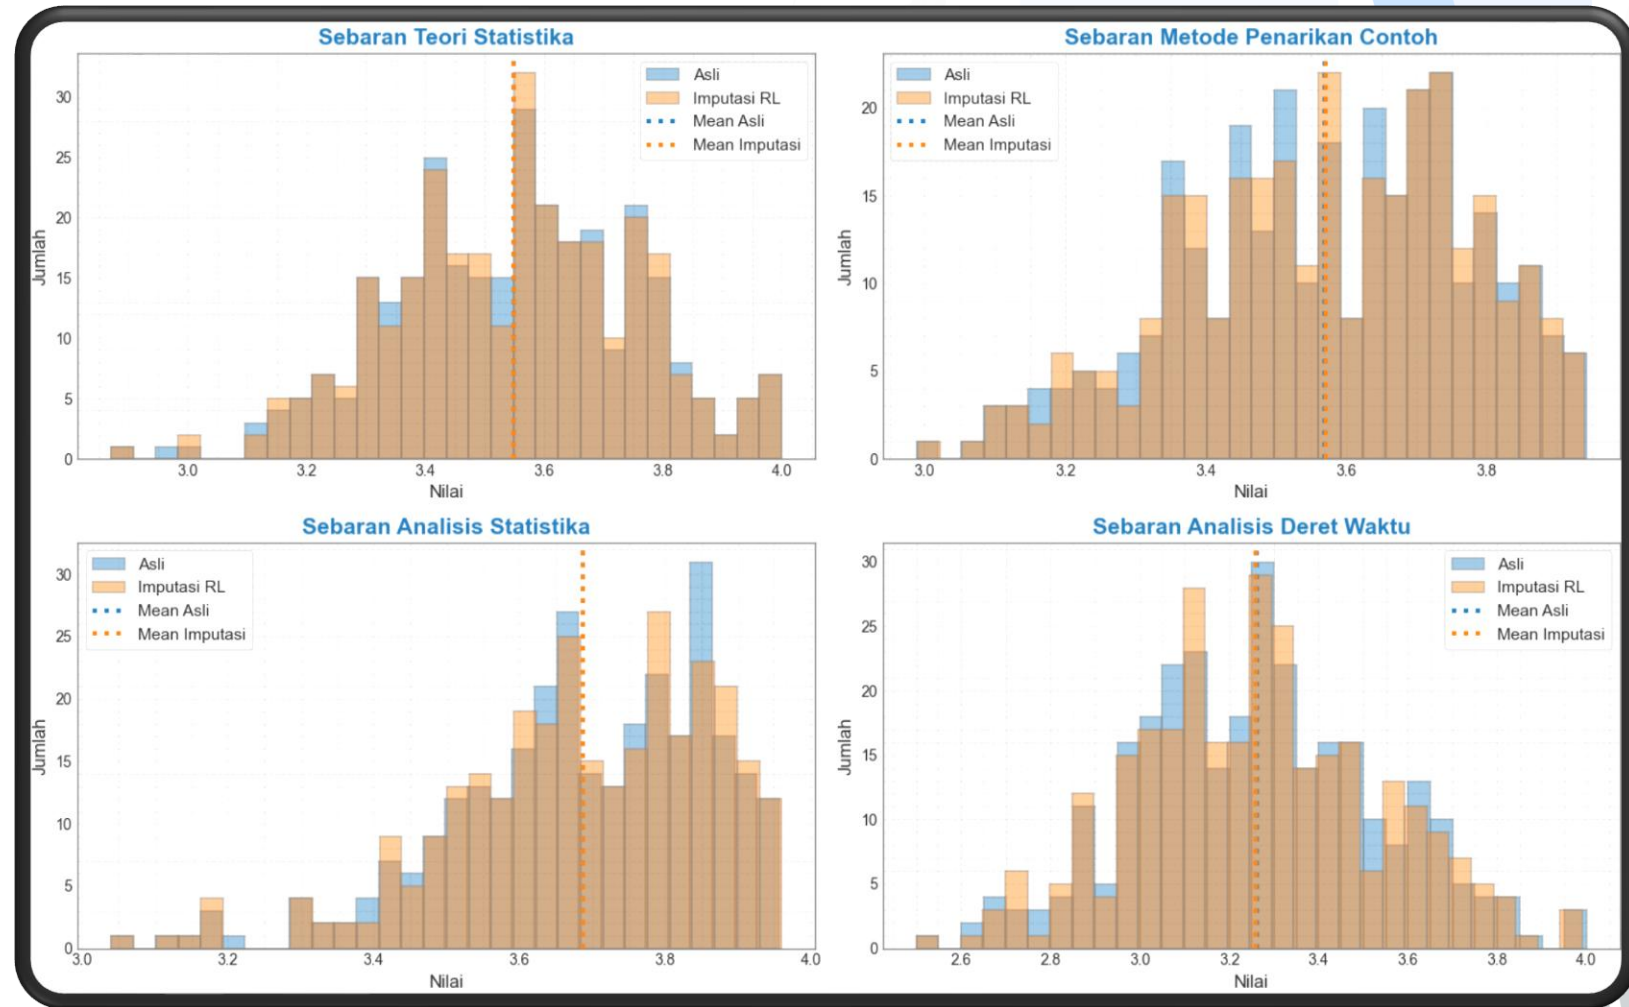 Sebaran Teori Statistika
Asli
Imputasi RL
Mean Asli
Mean Imputasi
Jumlah
30
25
20
15
10
5
0
3.0 3.2 3.4 3.6 3.8 4.0
Nilai
Sebaran Metode Penarikan Contoh
Asli
Imputasi RL
Mean Asli
Mean Imputasi
Jumlah
20
15
10
5
0
3.0 3.2 3.4 3.6 3.8
Nilai
Sebaran Analisis Statistika
Asli
Imputasi RL
Mean Asli
Mean Imputasi
Jumlah
30
25
20
15
10
5
0
3.0 3.2 3.4 3.6 3.8 4.0
Nilai
Sebaran Analisis Deret Waktu
Asli
Imputasi RL
Mean Asli
Mean Imputasi
Jumlah
30
25
20
15
10
5
0
2.6 2.8 3.0 3.2 3.4 3.6 3.8 4.0
Nilai